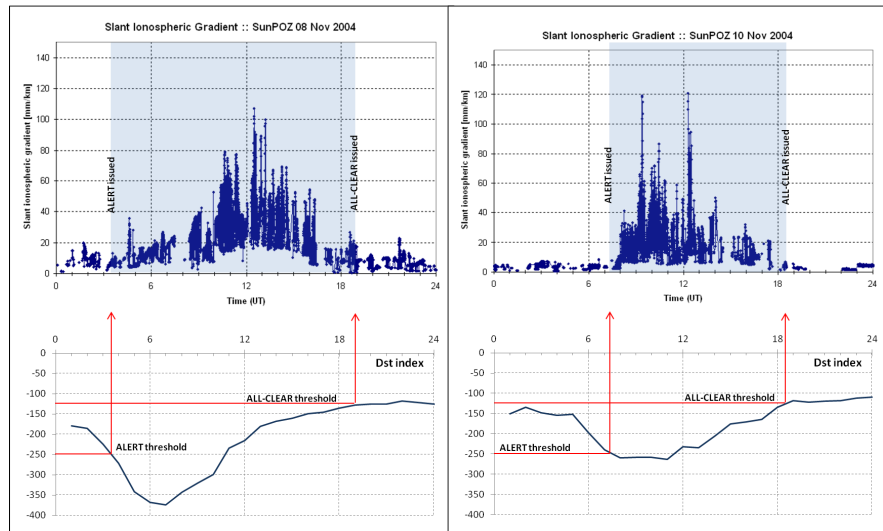 Slant Ionospheric Gradient :: SunPOZ 08 Nov 2004
Slant ionospheric gradient [mm/km]
140
120
100
80
60
40
20
0
ALERT issued
ALL-CLEAR issued
0 6 12 18 24
Time (UT)
0 6 12 18 24
Dst index
0
-50
-100
-150
-200
-250
-300
-350
-400
ALL-CLEAR threshold
ALERT threshold
Slant Ionospheric Gradient :: SunPOZ 10 Nov 2004
Slant ionospheric gradient [mm/km]
140
120
100
80
60
40
20
0
ALERT issued
ALL-CLEAR issued
0 6 12 18 24
Time (UT)
0 6 12 18 24
Dst index
0
-50
-100
-150
-200
-250
-300
-350
-400
ALL-CLEAR threshold
ALERT threshold